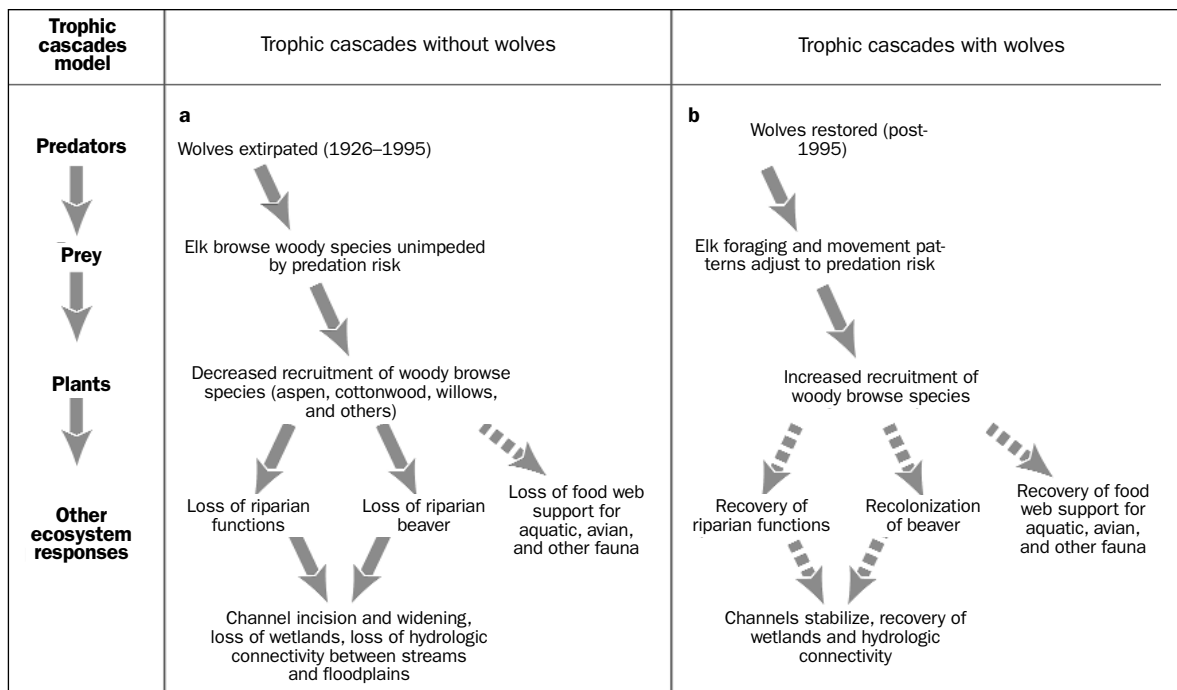 Trophic
cascades
model
Trophic cascades without wolves
Trophic cascades with wolves
Predators
Prey
Plants
Other
ecosystem
responses
a
Wolves extirpated (1926–1995)
Elk browse woody species unimpeded
by predation risk
Decreased recruitment of woody browse
species (aspen, cottonwood, willows,
and others)
Loss of riparian
functions
Loss of riparian
beaver
Loss of food web
support for
aquatic, avian,
and other fauna
Channel incision and widening,
loss of wetlands, loss of hydrologic
connectivity between streams
and floodplains
b
Wolves restored (post-
1995)
Elk foraging and movement pat-
terns adjust to predation risk
Increased recruitment of
woody browse species
Recovery of
riparian functions
Recolonization
of beaver
Recovery of food
web support for
aquatic, avian,
and other fauna
Channels stabilize, recovery of
wetlands and hydrologic
connectivity